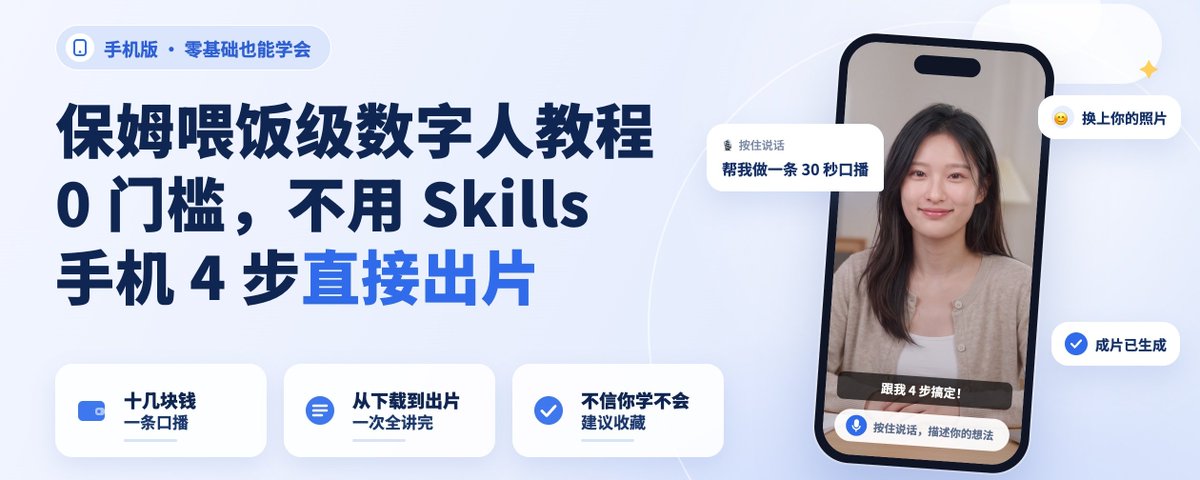 手机版 · 零基础也能学会
保姆喂饭级数字人教程
0 门槛，不用 Skills
手机 4 步直接出片
十几块钱
一条口播
从下载到出片
一次全讲完
不信你学不会
建议收藏
按住说话
帮我做一条 30 秒口播
换上你的照片
成片已生成
跟我 4 步搞定！
按住说话，描述你的想法